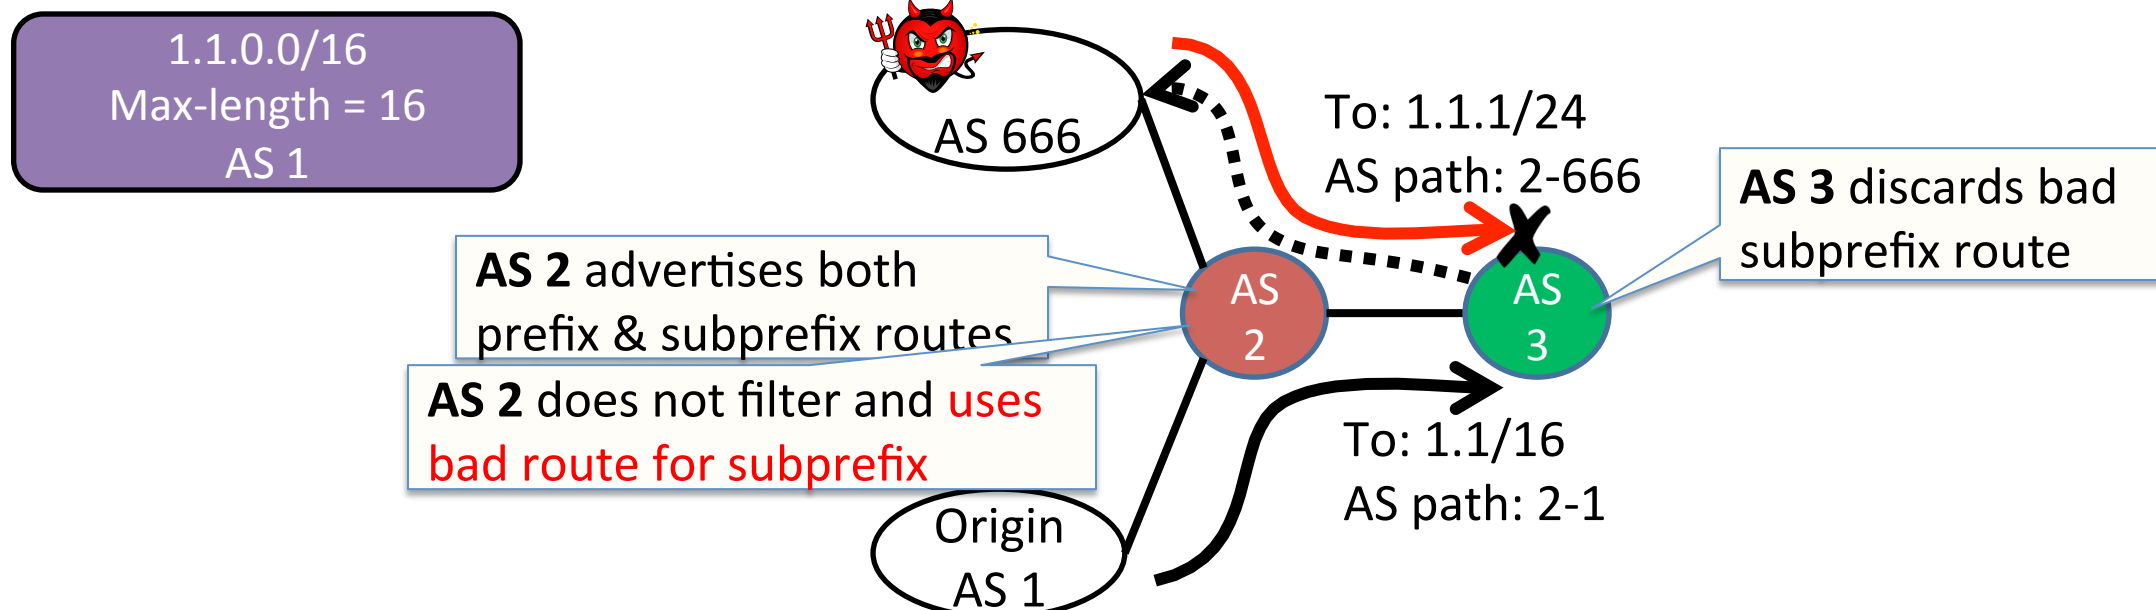 1.1.0.0/16
Max-length = 16
AS 1
AS 666
To: 1.1.1/24
AS path: 2-666
AS 3 discards bad
subprefix route
AS 2 advertises both
prefix & subprefix routes
AS
2
AS
3
AS 2 does not filter and uses
bad route for subprefix
To: 1.1/16
AS path: 2-1
Origin
AS 1